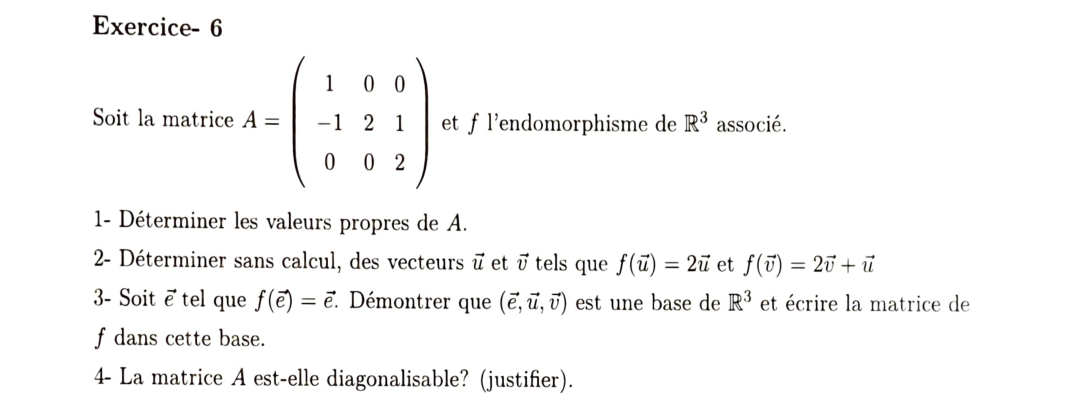 Exercice- 6
1 0 0
Soit la matrice A = −1 2 1 et f l'endomorphisme de ℝ³ associé.
0 0 2
1- Déterminer les valeurs propres de A.
2- Déterminer sans calcul, des vecteurs u⃗ et v⃗ tels que f(u⃗) = 2u⃗ et f(v⃗) = 2v⃗ + u⃗
3- Soit e⃗ tel que f(e⃗) = e⃗. Démontrer que (e⃗, u⃗, v⃗) est une base de ℝ³ et écrire la matrice de
f dans cette base.
4- La matrice A est-elle diagonalisable? (justifier).